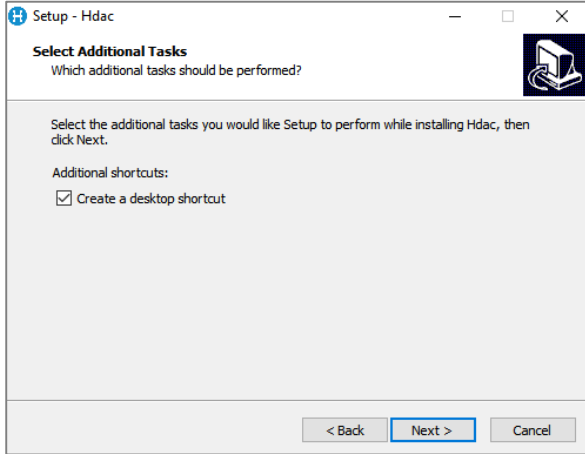 Setup - Hdac
Select Additional Tasks
Which additional tasks should be performed?
Select the additional tasks you would like Setup to perform while installing Hdac, then
click Next.
Additional shortcuts:
Create a desktop shortcut
< Back
Next >
Cancel